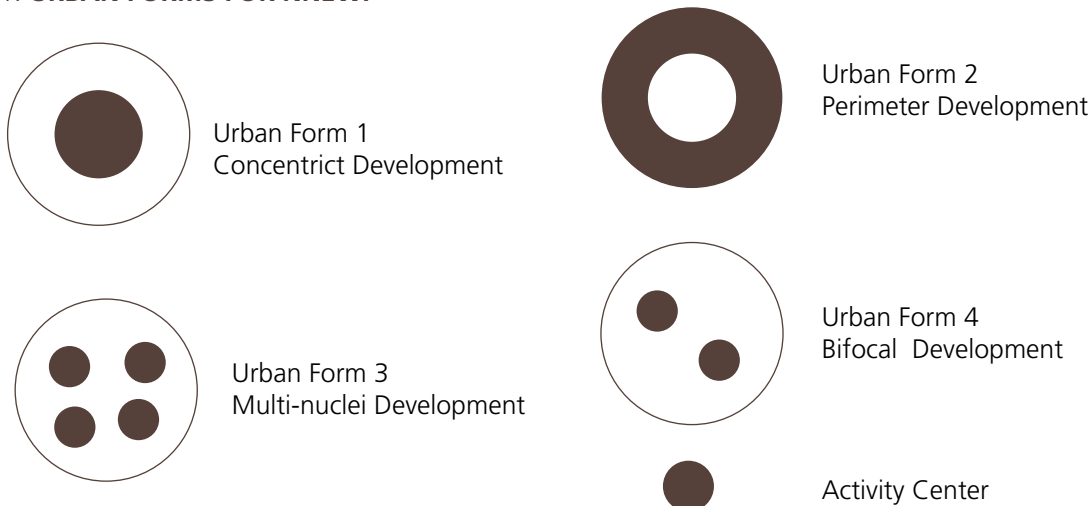 Urban Form 1
Concentrict Development
Urban Form 2
Perimeter Development
Urban Form 3
Multi-nuclei Development
Urban Form 4
Bifocal  Development
Activity Center